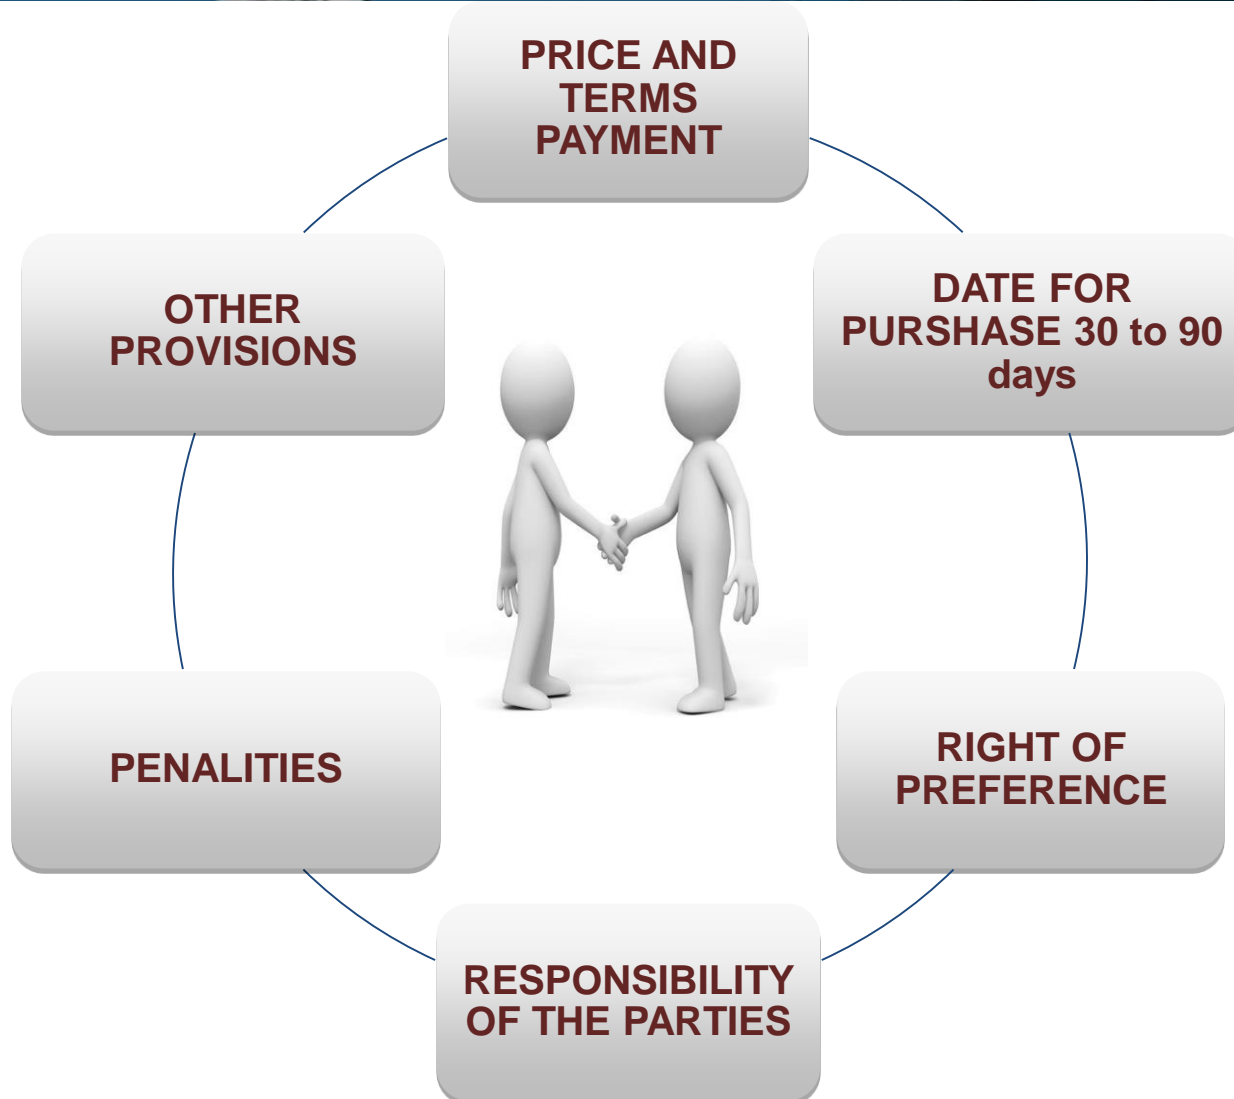 PRICE AND
TERMS
PAYMENT
DATE FOR
PURSHASE 30 to 90
days
RIGHT OF
PREFERENCE
RESPONSIBILITY
OF THE PARTIES
PENALITIES
OTHER
PROVISIONS